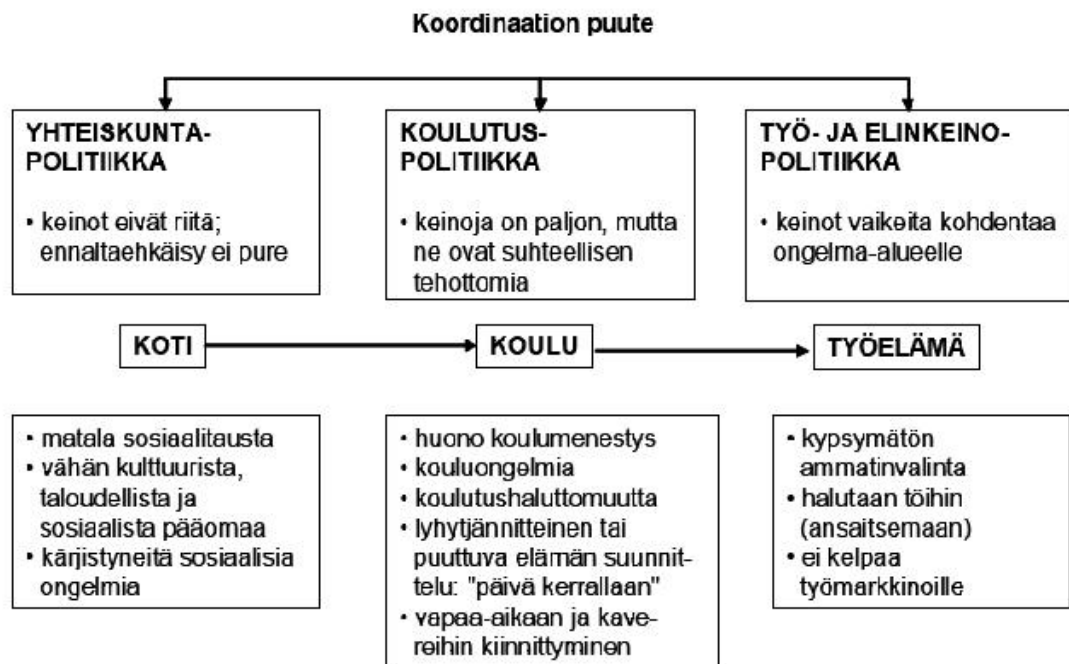 Koordinaation puute
YHTEISKUNTA-
POLITIIKKA
• keinot eivät riitä;
ennaltaehkäisy ei pure
KOULUTUS-
POLITIIKKA
• keinoja on paljon, mutta
ne ovat suhteellisen
tehottomia
TYÖ- JA ELINKEINO-
POLITIIKKA
• keinot vaikeita kohdentaa
ongelma-alueelle
KOTI
KOULU
TYÖELÄMÄ
• matala sosiaalitausta
• vähän kulttuurista,
taloudellista ja
sosiaalista pääomaa
• kärjistyneitä sosiaalisia
ongelmia
• huono koulumenestys
• kouluongelmia
• koulutushaluttomuutta
• lyhytjännitteinen tai
puuttuva elämän suunnit-
telu: "päivä kerrallaan"
• vapaa-aikaan ja kave-
reihin kiinnittyminen
• kypsymätön
ammatinvalinta
• halutaan töihin
(ansaitsemaan)
• ei kelpaa
työmarkkinoille